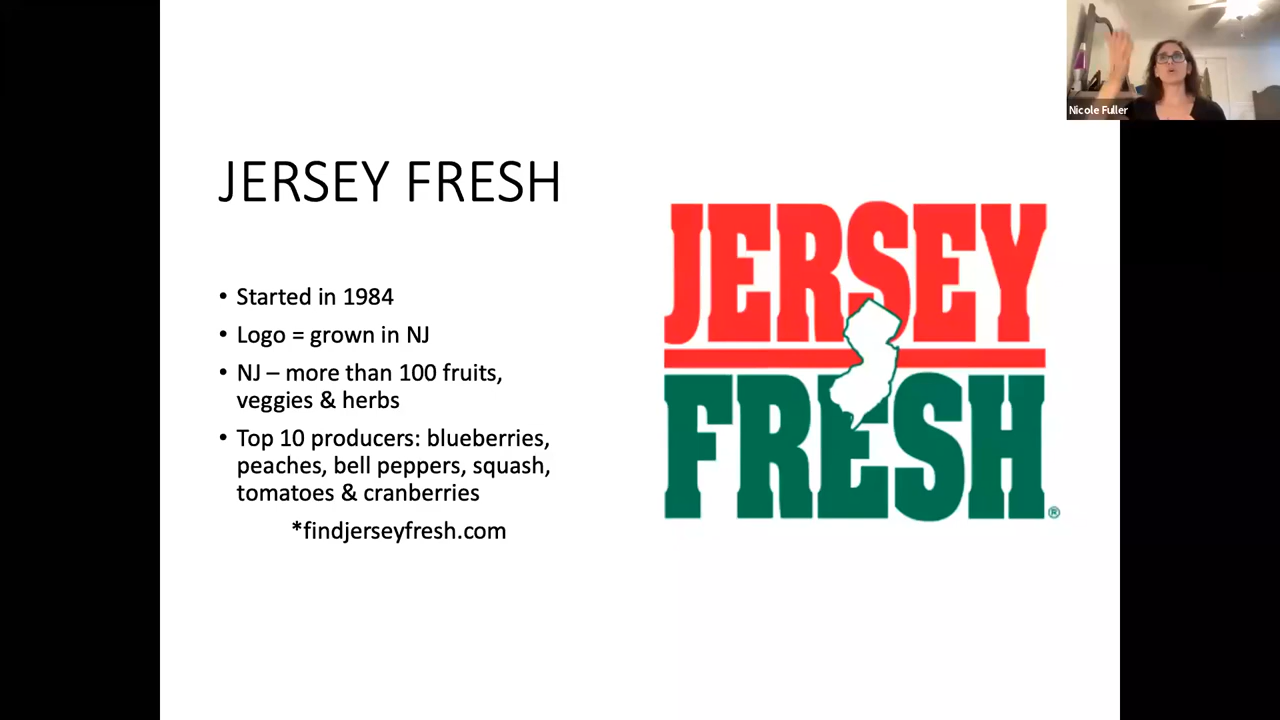 Nicole Fuller
JERSEY FRESH
• Started in 1984
• Logo = grown in NJ
• NJ – more than 100 fruits,
veggies & herbs
• Top 10 producers: blueberries,
peaches, bell peppers, squash,
tomatoes & cranberries
*findjerseyfresh.com
JERSEY
FRESH
®